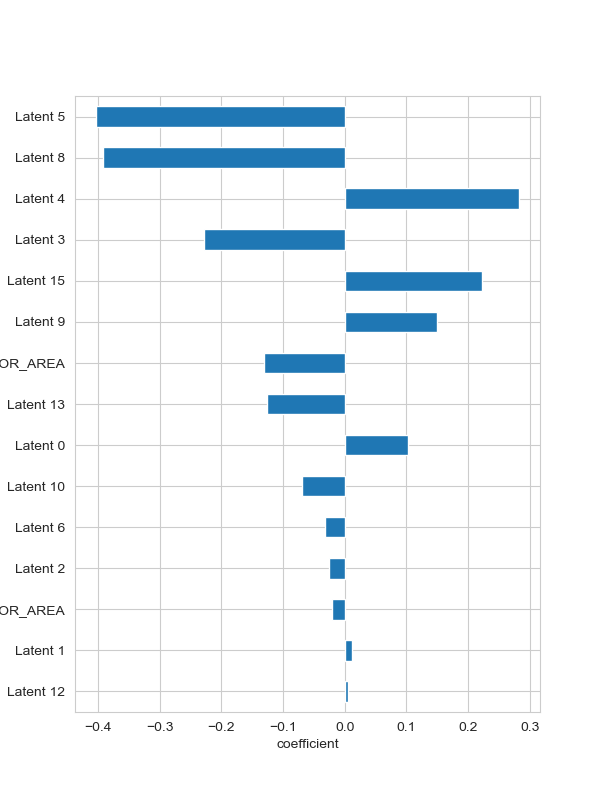 Latent 5
Latent 8
Latent 4
Latent 3
Latent 15
Latent 9
OR_AREA
Latent 13
Latent 0
Latent 10
Latent 6
Latent 2
OR_AREA
Latent 1
Latent 12
−0.4 −0.3 −0.2 −0.1 0.0 0.1 0.2 0.3
coefficient